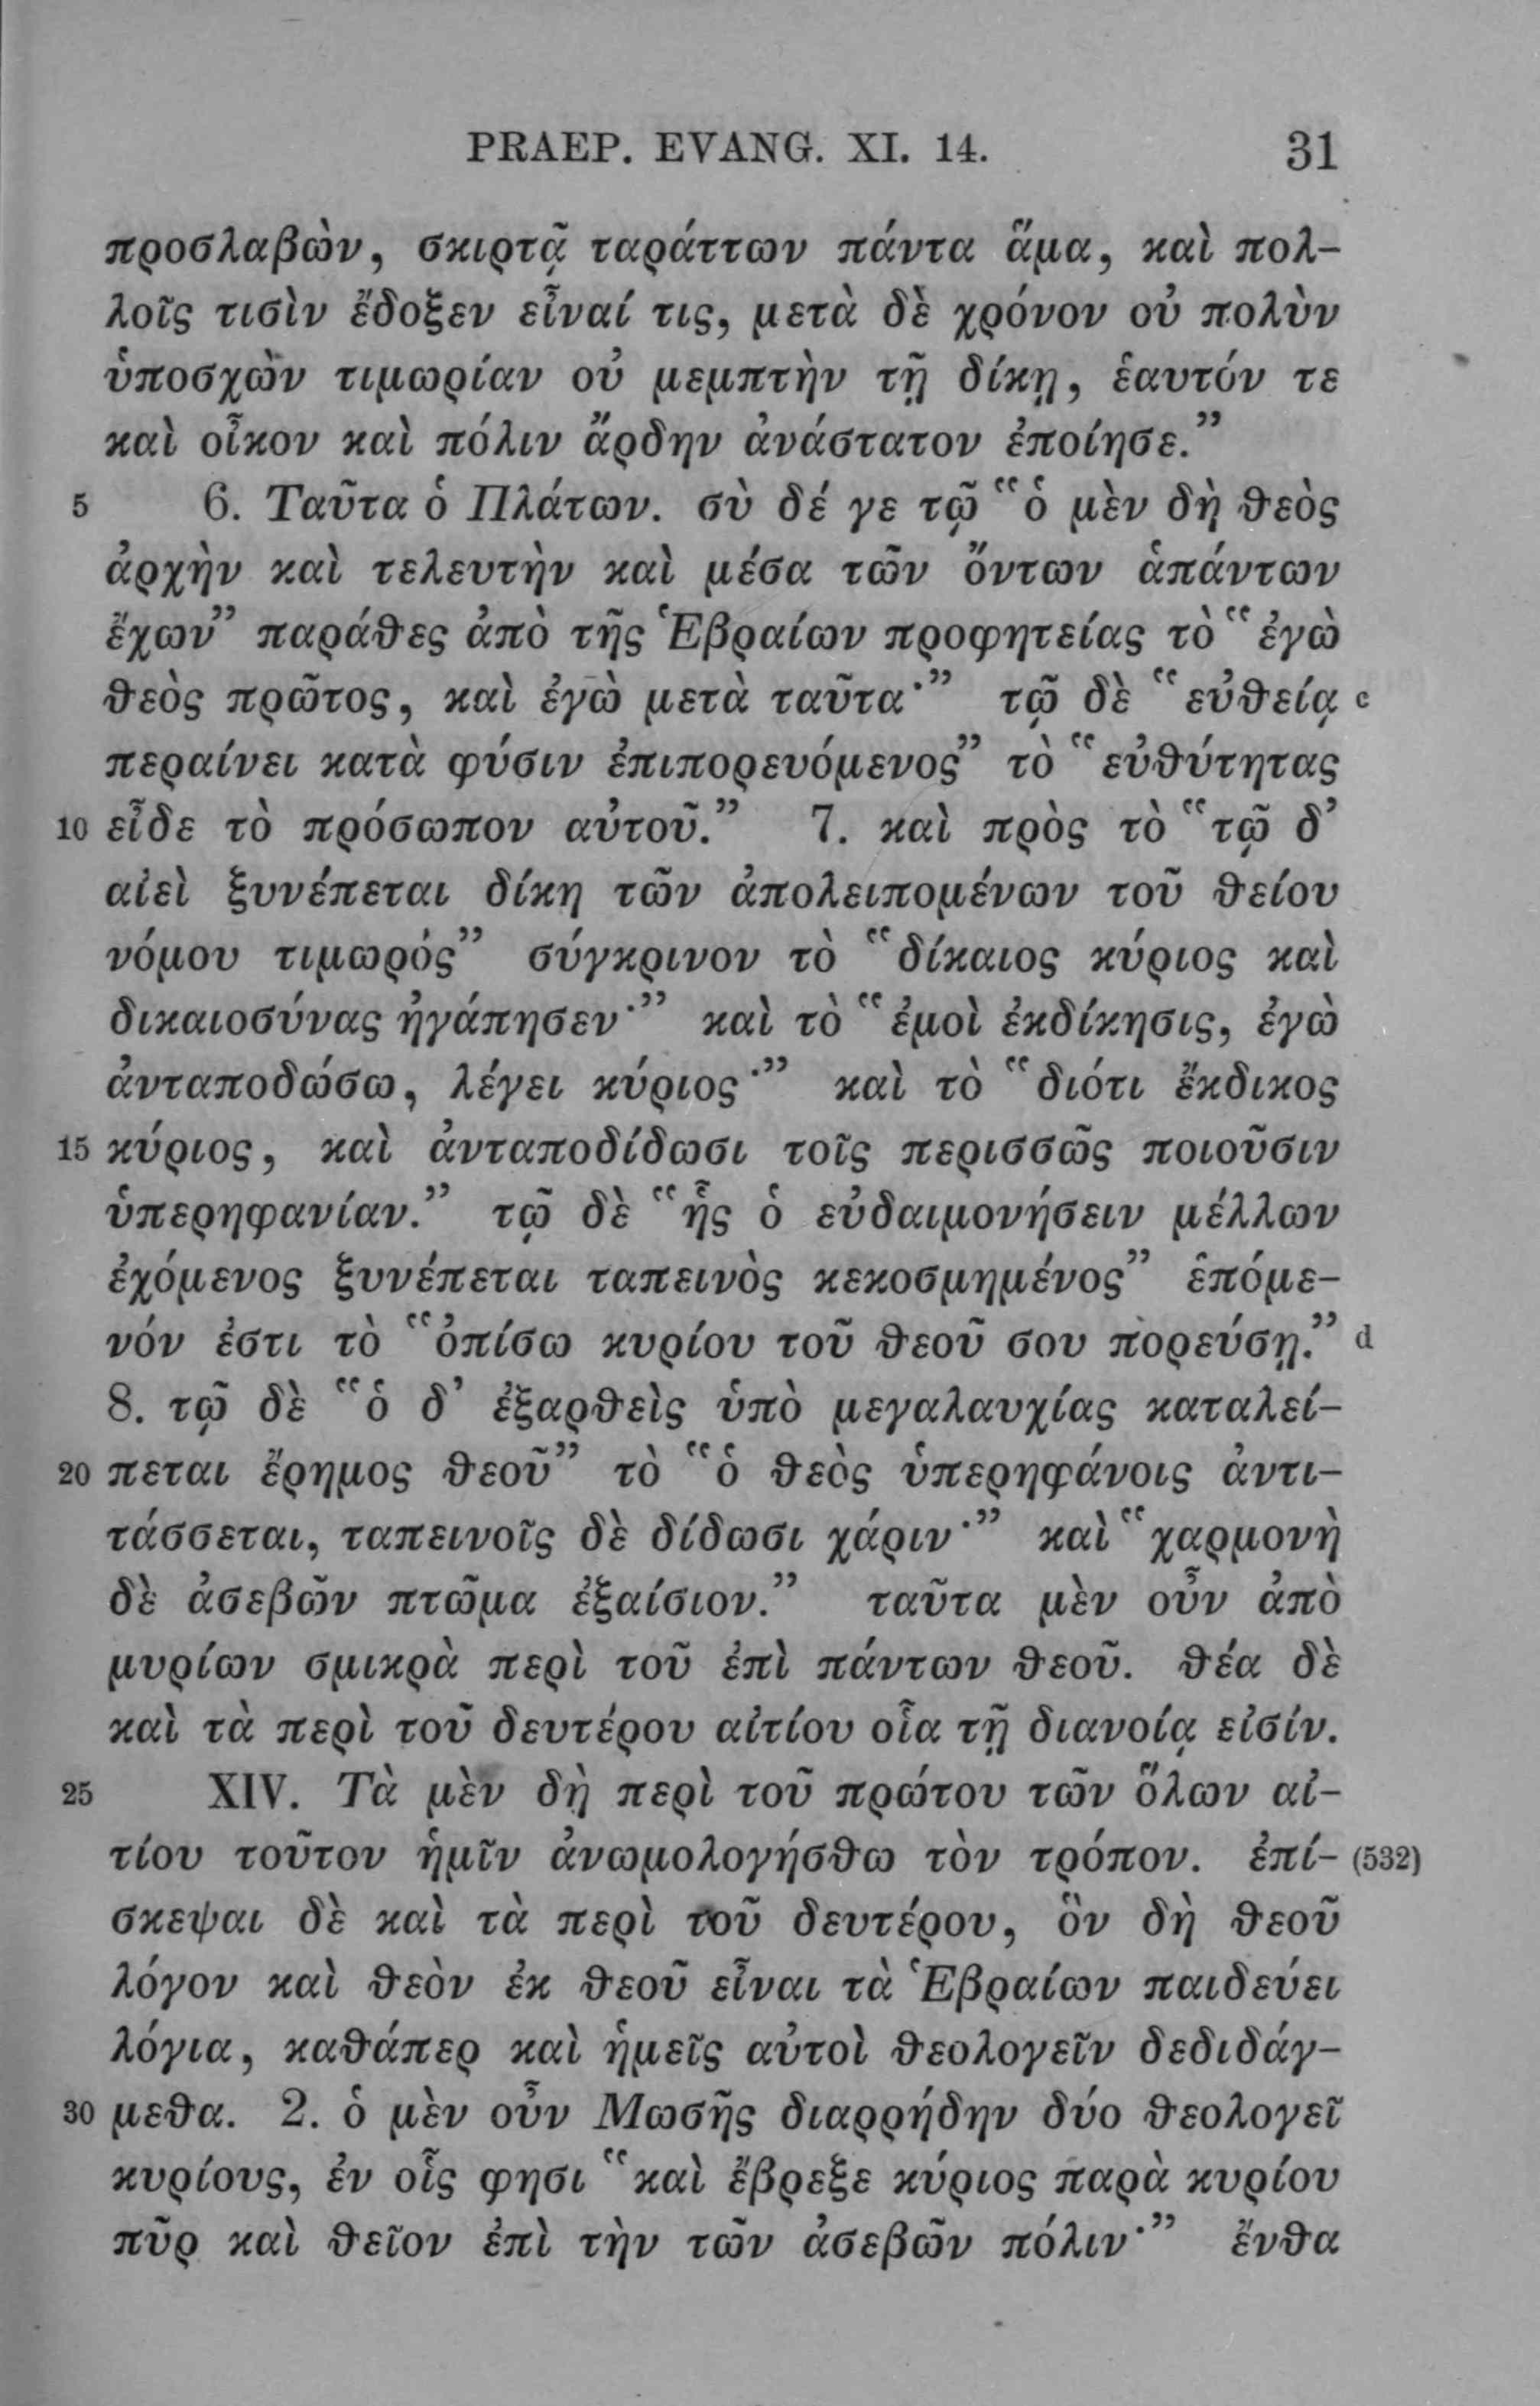 PRAEP. EVANG. XI. 14. 31
προσλαβὼν, σκιρτᾷ ταράττων πάντα ἅμα, καὶ πολ-
λοῖς τισὶν ἔδοξεν εἶναί τις, μετὰ δὲ χρόνον οὐ πολὺν
ὑποσχὼν τιμωρίαν οὐ μεμπτὴν τῇ δίκῃ, ἑαυτόν τε
καὶ οἶκον καὶ πόλιν ἄρδην ἀνάστατον ἐποίησε.”
5 6. Ταῦτα ὁ Πλάτων. σὺ δέ γε τῷ “ὁ μὲν δὴ θεὸς
ἀρχὴν καὶ τελευτὴν καὶ μέσα τῶν ὄντων ἁπάντων
ἔχων” παράθες ἀπὸ τῆς Ἑβραίων προφητείας τὸ “ἐγὼ
θεὸς πρῶτος, καὶ ἐγὼ μετὰ ταῦτα·” τῷ δὲ “εὐθείᾳ c
περαίνει κατὰ φύσιν ἐπιπορευόμενος” τὸ “εὐθύτητας
10 εἶδε τὸ πρόσωπον αὐτοῦ.” 7. καὶ πρὸς τὸ “τῷ δ’
αἰεὶ ξυνέπεται δίκη τῶν ἀπολειπομένων τοῦ θείου
νόμου τιμωρός” σύγκρινον τὸ “δίκαιος κύριος καὶ
δικαιοσύνας ἠγάπησεν·” καὶ τὸ “ἐμοὶ ἐκδίκησις, ἐγὼ
ἀνταποδώσω, λέγει κύριος·” καὶ τὸ “διότι ἔκδικος
15 κύριος, καὶ ἀνταποδίδωσι τοῖς περισσῶς ποιοῦσιν
ὑπερηφανίαν.” τῷ δὲ “ἧς ὁ εὐδαιμονήσειν μέλλων
ἐχόμενος ξυνέπεται ταπεινὸς κεκοσμημένος” ἑπόμε-
νόν ἐστι τὸ “ὀπίσω κυρίου τοῦ θεοῦ σου πορεύσῃ.” d
8. τῷ δὲ “ὁ δ’ ἐξαρθεὶς ὑπὸ μεγαλαυχίας καταλεί-
20 πεται ἔρημος θεοῦ” τὸ “ὁ θεὸς ὑπερηφάνοις ἀντι-
τάσσεται, ταπεινοῖς δὲ δίδωσι χάριν·” καὶ “χαρμονὴ
δὲ ἀσεβῶν πτῶμα ἐξαίσιον.” ταῦτα μὲν οὖν ἀπὸ
μυρίων σμικρὰ περὶ τοῦ ἐπὶ πάντων θεοῦ. θέα δὲ
καὶ τὰ περὶ τοῦ δευτέρου αἰτίου οἷα τῇ διανοίᾳ εἰσίν.
25 XIV. Τὰ μὲν δὴ περὶ τοῦ πρώτου τῶν ὅλων αἰ-
τίου τοῦτον ἡμῖν ἀνωμολογήσθω τὸν τρόπον. ἐπί- (532)
σκεψαι δὲ καὶ τὰ περὶ τοῦ δευτέρου, ὃν δὴ θεοῦ
λόγον καὶ θεὸν ἐκ θεοῦ εἶναι τὰ Ἑβραίων παιδεύει
λόγια, καθάπερ καὶ ἡμεῖς αὐτοὶ θεολογεῖν δεδιδάγ-
30 μεθα. 2. ὁ μὲν οὖν Μωσῆς διαρρήδην δύο θεολογεῖ
κυρίους, ἐν οἷς φησι “καὶ ἔβρεξε κύριος παρὰ κυρίου
πῦρ καὶ θεῖον ἐπὶ τὴν τῶν ἀσεβῶν πόλιν·” ἔνθα